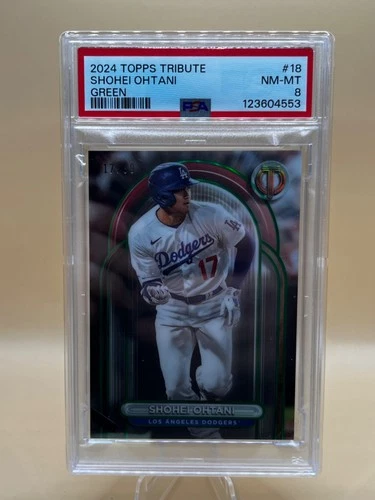 2024 TOPPS TRIBUTE #18
SHOHEI OHTANI NM-MT
GREEN 8
PSA 123604553
Dodgers
17
SHOHEI OHTANI
LOS ANGELES DODGERS